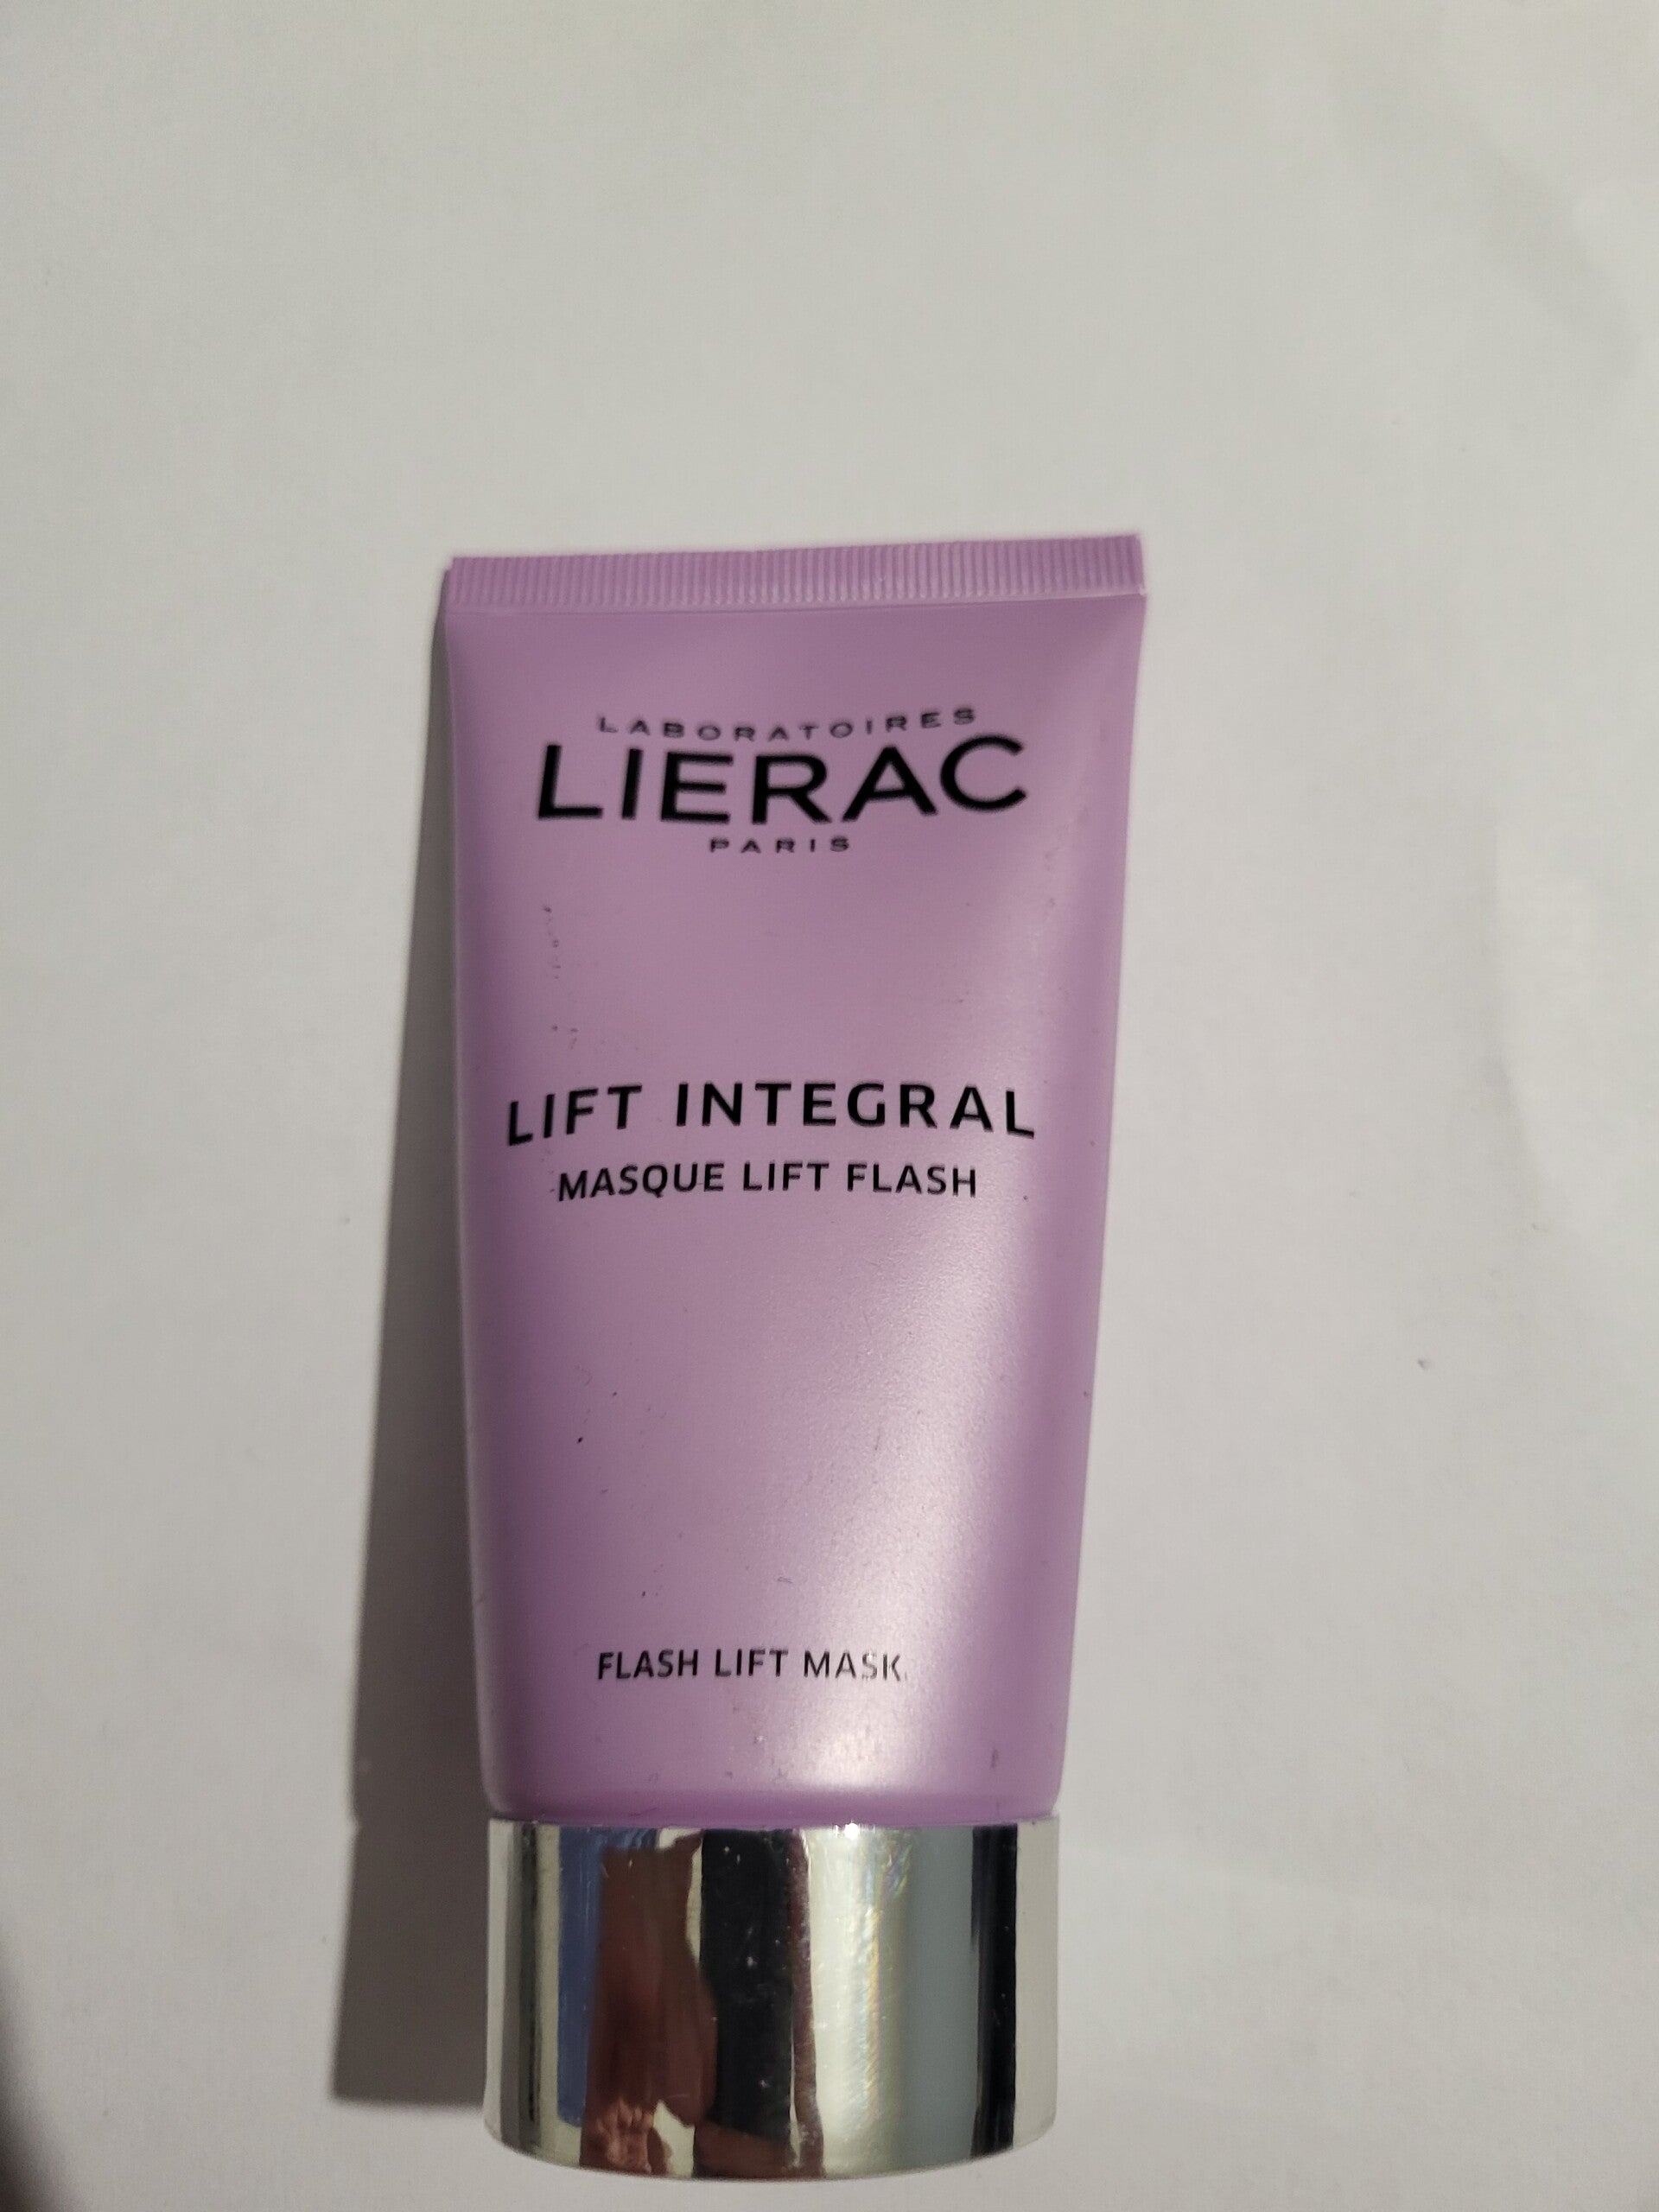 LABORATOIRES
LIERAC
PARIS
LIFT INTEGRAL
MASQUE LIFT FLASH
FLASH LIFT MASK